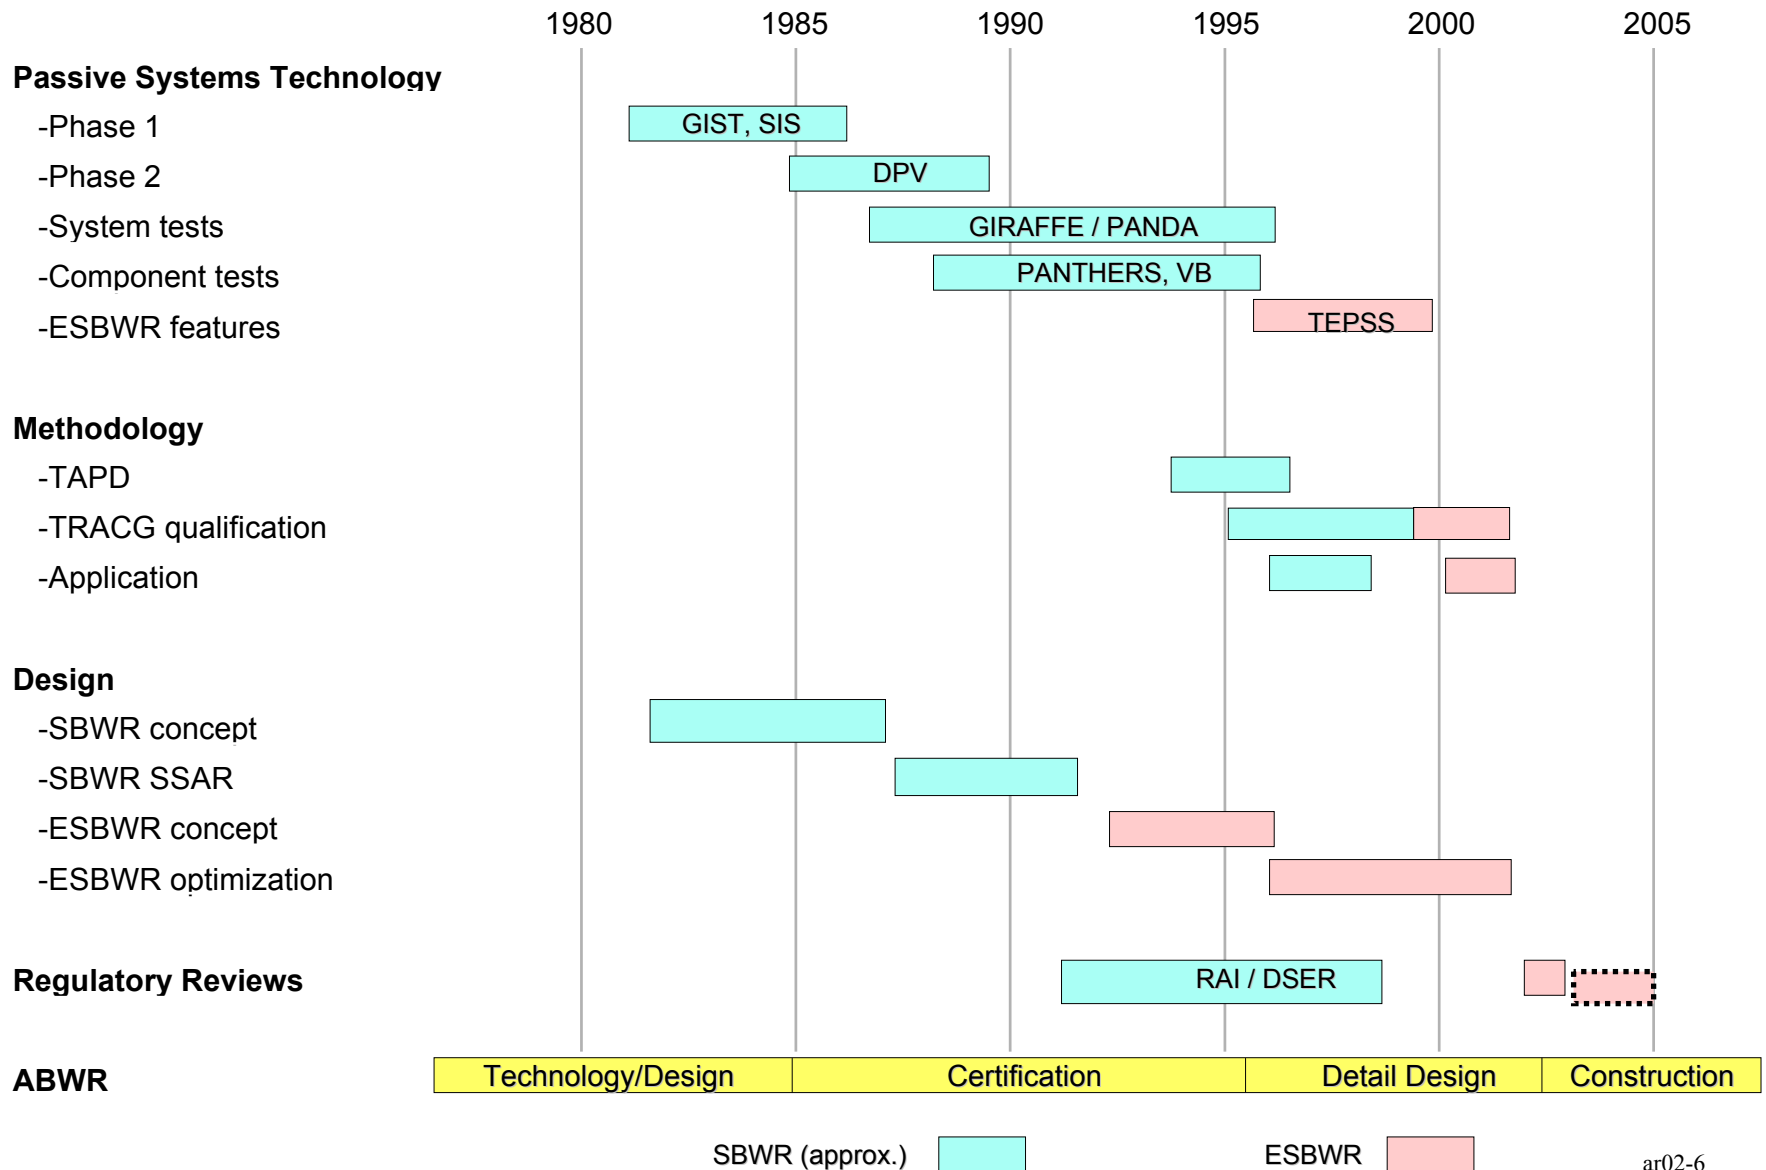 1980 1985 1990 1995 2000 2005
Passive Systems Technology
-Phase 1 GIST, SIS
-Phase 2 DPV
-System tests GIRAFFE / PANDA
-Component tests PANTHERS, VB
-ESBWR features TEPSS
Methodology
-TAPD
-TRACG qualification
-Application
Design
-SBWR concept
-SBWR SSAR
-ESBWR concept
-ESBWR optimization
Regulatory Reviews RAI / DSER
ABWR Technology/Design Certification Detail Design Construction
SBWR (approx.) ESBWR ar02-6